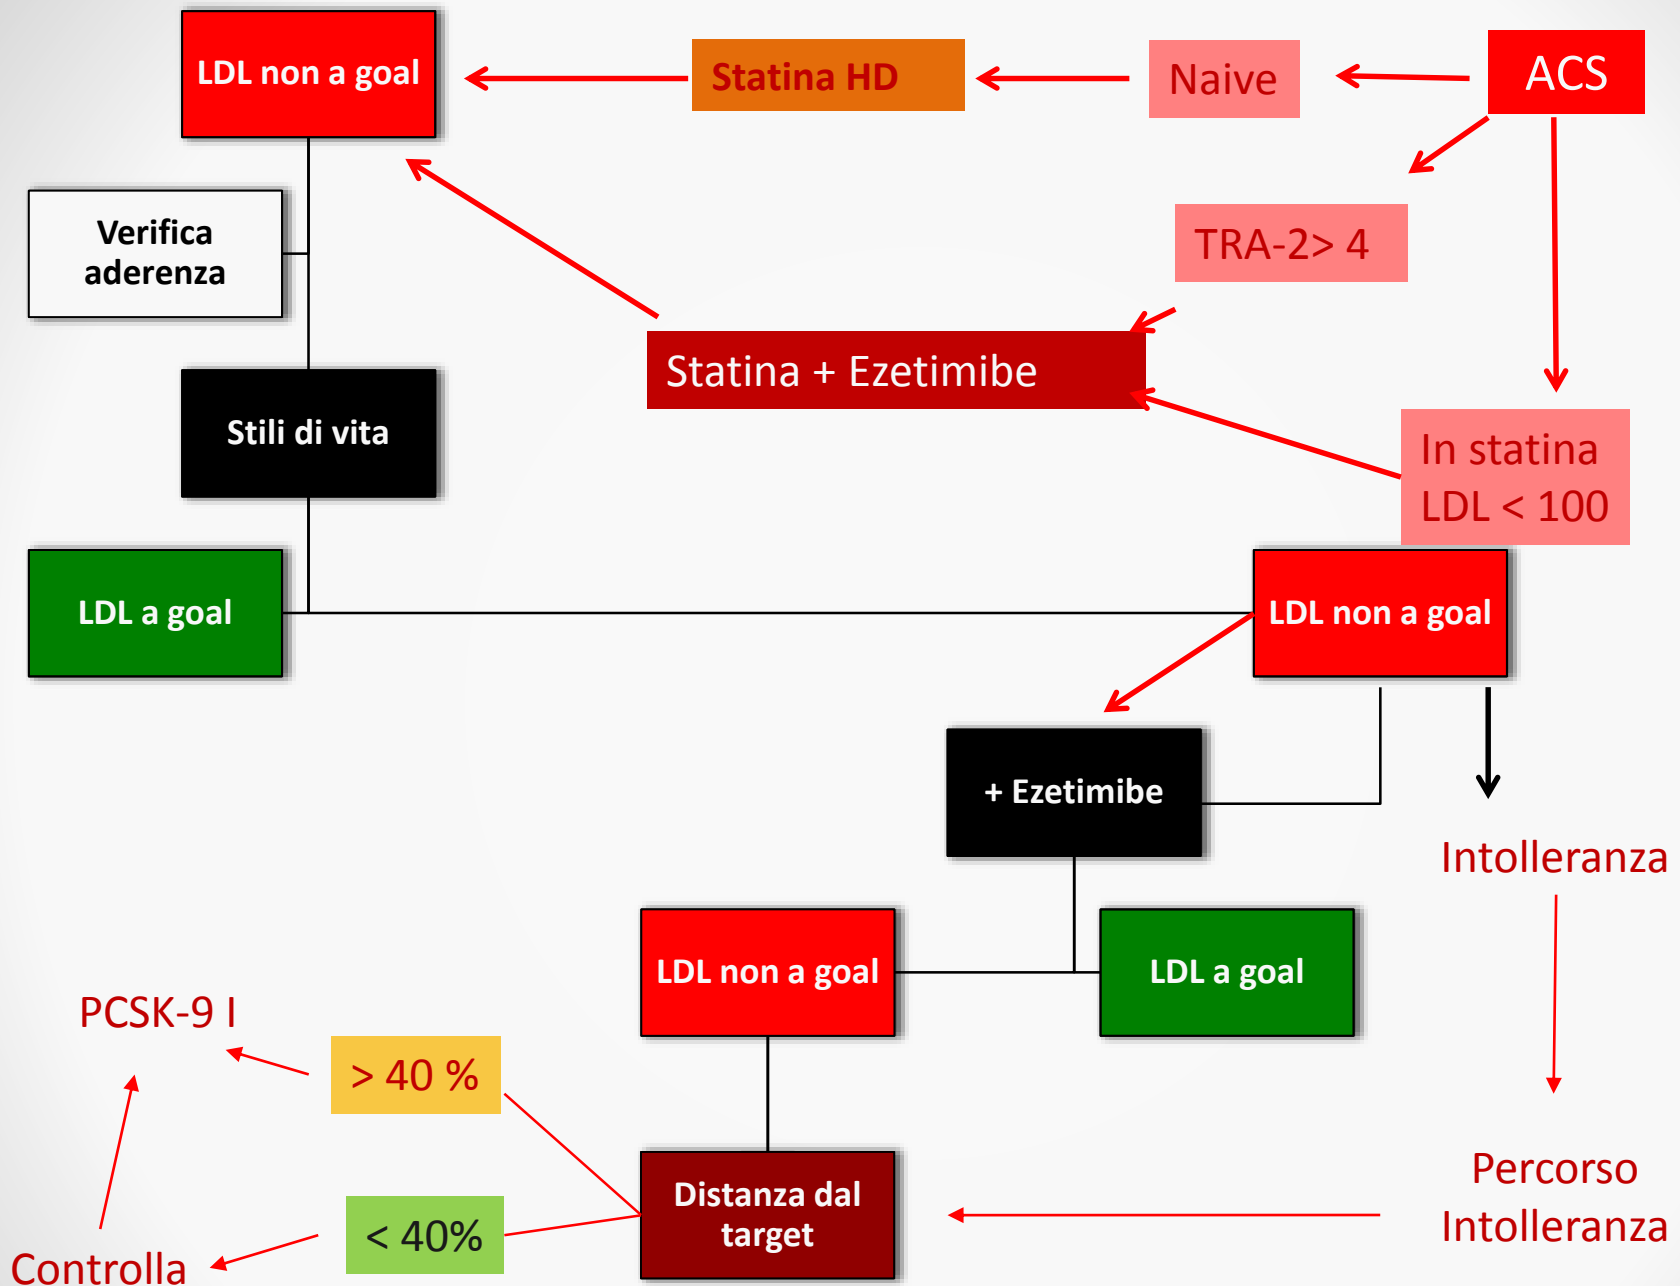 LDL non a goal
Statina HD
Naive
ACS
Verifica
aderenza
TRA-2> 4
Statina + Ezetimibe
Stili di vita
In statina
LDL < 100
LDL a goal
LDL non a goal
+ Ezetimibe
Intolleranza
LDL non a goal
LDL a goal
PCSK-9 I
> 40 %
Distanza dal
target
Percorso
Intolleranza
< 40%
Controlla